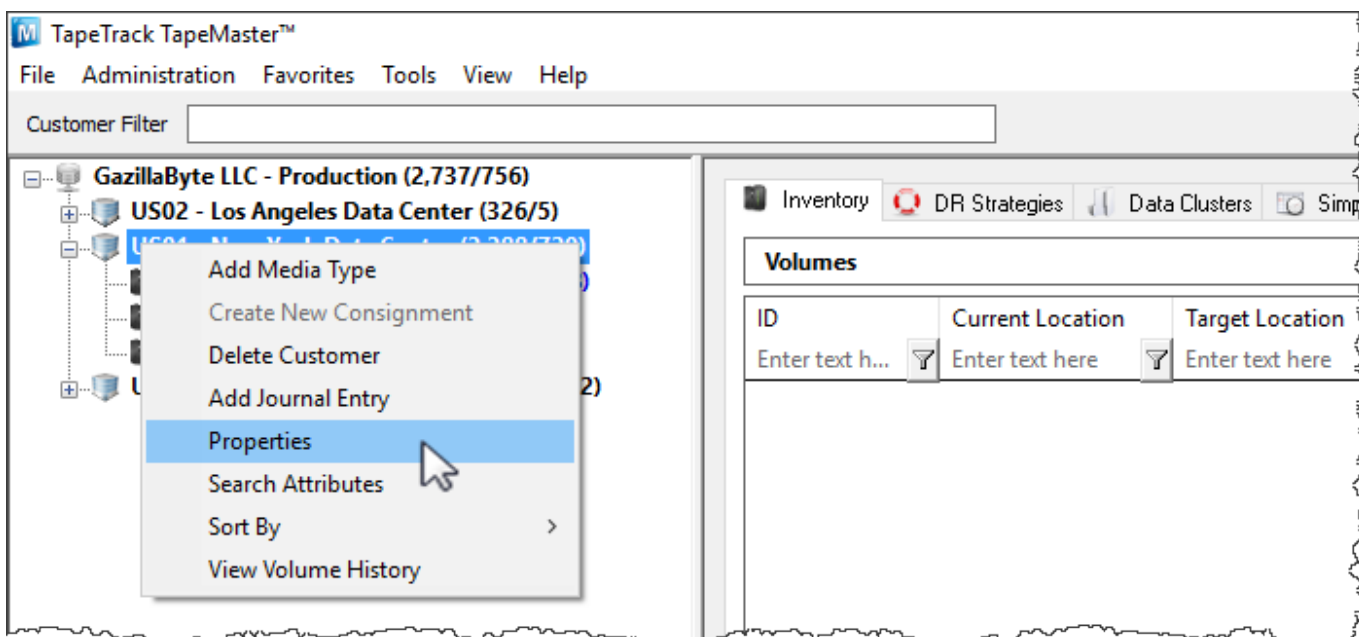 TapeTrack TapeMaster™
File Administration Favorites Tools View Help
Customer Filter
GazillaByte LLC - Production (2,737/756)
US02 - Los Angeles Data Center (326/5)
Add Media Type
Create New Consignment
Delete Customer
Add Journal Entry
Properties
Search Attributes
Sort By
View Volume History
2)
Inventory DR Strategies Data Clusters
Volumes
ID Current Location Target Location
Enter text h... Enter text here Enter text here